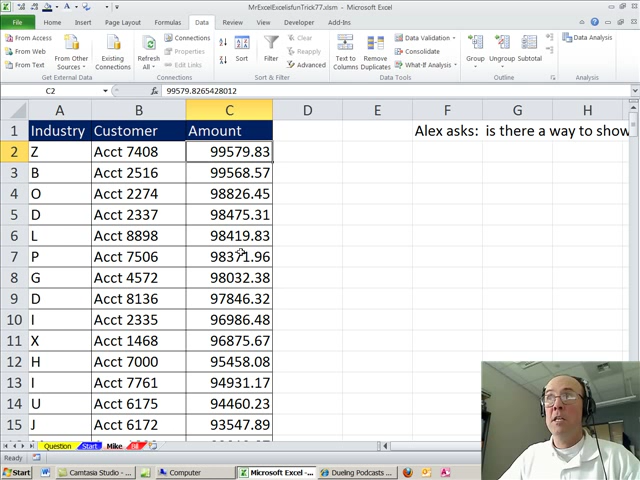 MrExcelExcelisfunTrick77.xlsm - Microsoft Excel
File Home Insert Page Layout Formulas Data Review View Developer Add-Ins
From Access
From Web
From Text
Existing Connections
Refresh All
Connections
Properties
Edit Links
Sort
Filter
Clear
Reapply
Advanced
Text to Columns
Remove Duplicates
Data Validation
Consolidate
What-If Analysis
Group
Ungroup
Subtotal
Data Analysis
Get External Data Connections Sort & Filter Data Tools Outline Analysis
C2 fx 99579.8265428012
A B C D E F G H
1 Industry Customer Amount Alex asks: is there a way to show
2 Z Acct 7408 99579.83
3 B Acct 2516 99568.57
4 O Acct 2274 98826.45
5 D Acct 2337 98475.31
6 L Acct 8898 98419.83
7 P Acct 7506 98371.96
8 G Acct 4572 98032.38
9 D Acct 8136 97846.32
10 I Acct 2335 96986.48
11 X Acct 1468 96875.67
12 H Acct 7000 95458.08
13 I Acct 7761 94931.17
14 U Acct 6175 94460.23
15 J Acct 6172 93547.89
Question Start Mike
Ready
Start Camtasia Studio -... Computer Microsoft Excel -... Dueling Podcasts ...